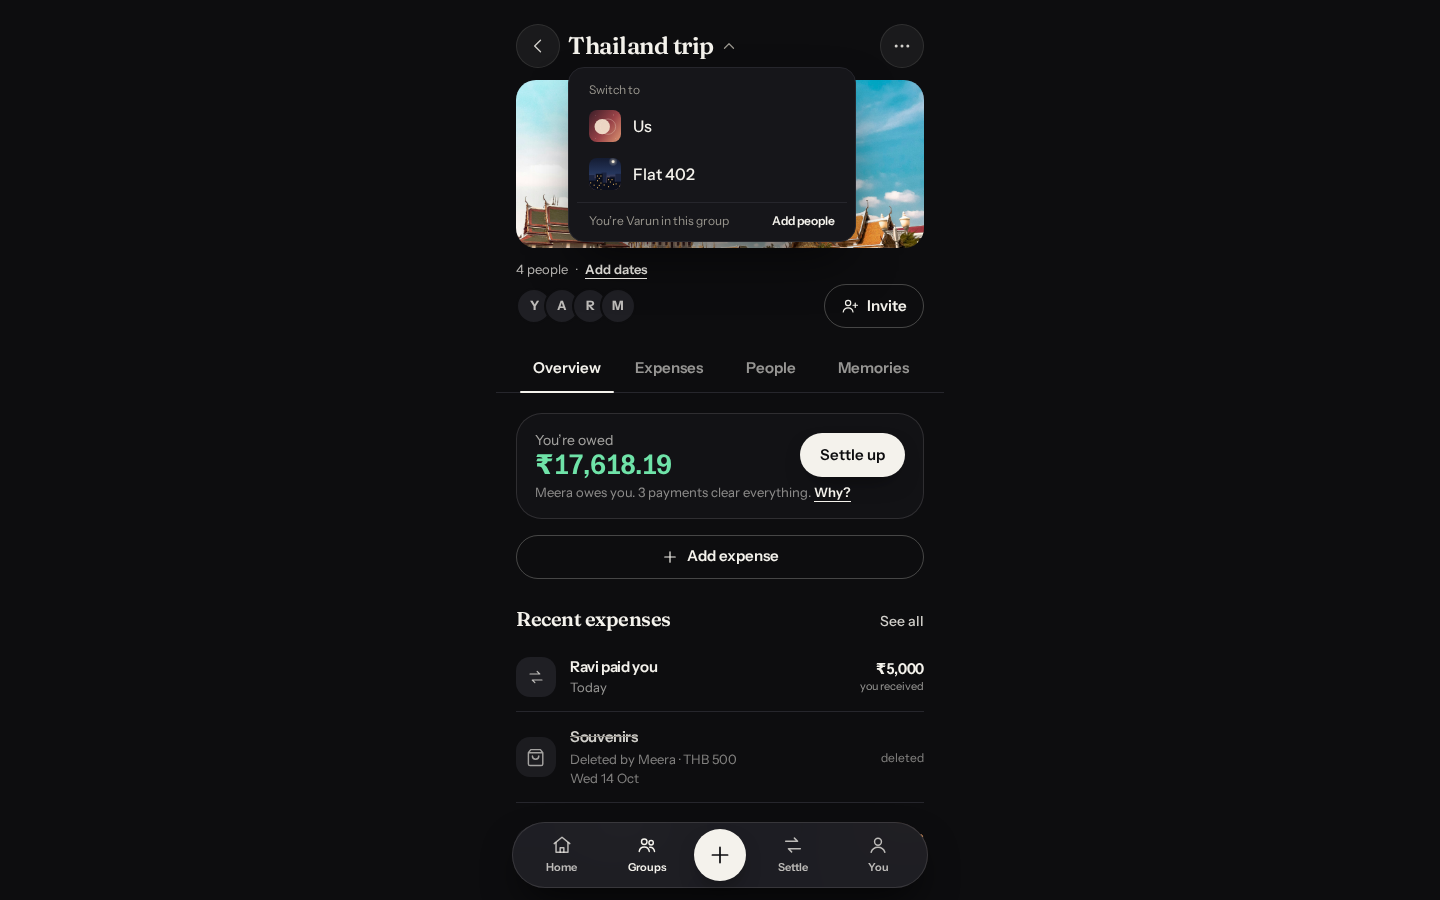 Thailand trip
Switch to
Us
Flat 402
You're Varun in this group
Add people
4 people · Add dates
Y A R M
Invite
Overview
Expenses
People
Memories
You're owed
₹17,618.19
Settle up
Meera owes you. 3 payments clear everything. Why?
Add expense
Recent expenses
See all
Ravi paid you
₹5,000
Today
you received
Souvenirs
Deleted by Meera · THB 500
deleted
Wed 14 Oct
Home
Groups
Settle
You